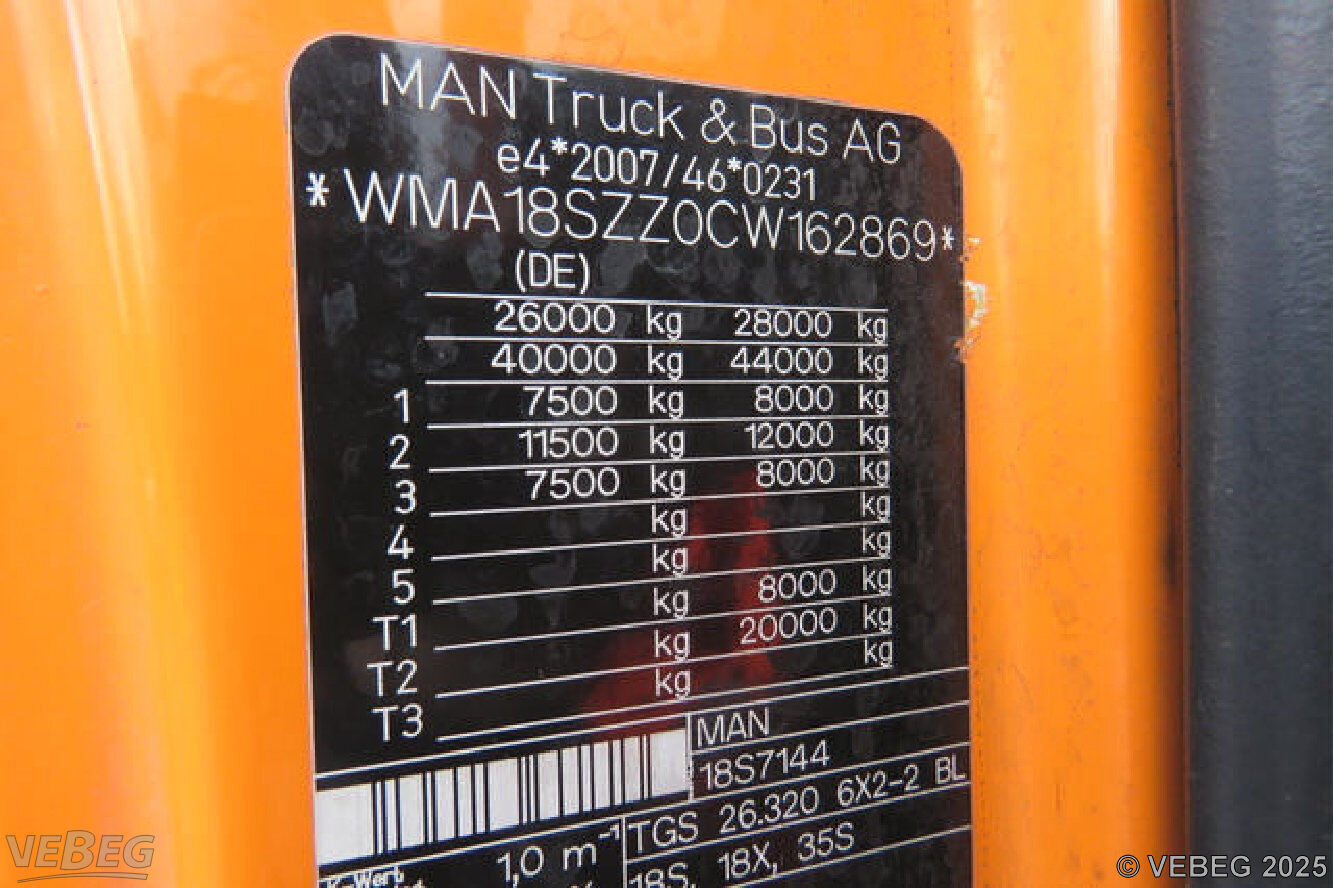 MAN Truck & Bus AG
e4*2007/46*0231
*WMA18SZZ0CW162869*
(DE)
26000 kg 28000 kg
40000 kg 44000 kg
1 7500 kg 8000 kg
2 11500 kg 12000 kg
3 7500 kg 8000 kg
4 kg kg
5 kg kg
T1 kg 8000 kg
T2 kg 20000 kg
T3 kg kg
MAN
18S7144
TGS 26.320 6X2-2 BL
1,0 m⁻¹
18S, 18X, 35S
K-Wert
VEBEG
© VEBEG 2025